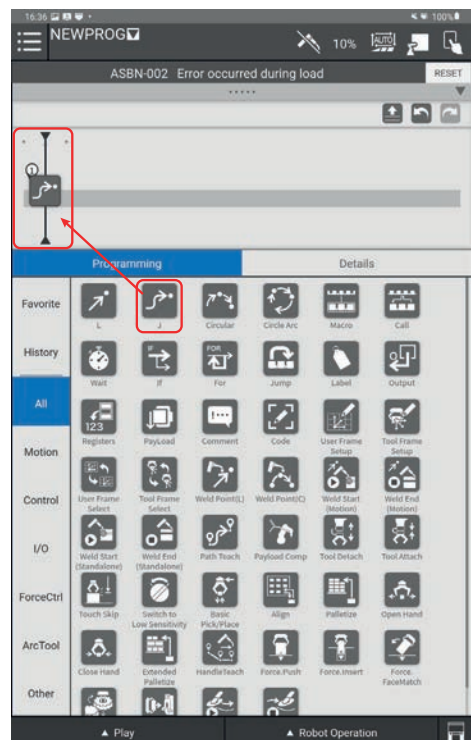 16:36
100%
NEWPROG
10%
AUTO
ASBN-002 Error occurred during load
RESET
1
Programming
Details
Favorite
History
All
Motion
Control
I/O
ForceCtrl
ArcTool
Other
L
J
Circular
Circle Arc
Macro
Call
IF
FOR
Wait
If
For
Jump
Label
Output
123
Registers
PayLoad
Comment
Code
User Frame
Setup
Tool Frame
Setup
User Frame
Select
Tool Frame
Select
Weld Point(L)
Weld Point(C)
Weld Start
(Motion)
Weld End
(Motion)
Weld Start
(Standalone)
Weld End
(Standalone)
Path Teach
Payload Comp
Tool Detach
Tool Attach
Touch Skip
Switch to
Low Sensitivity
Basic
Pick/Place
Align
Palletize
Open Hand
Close Hand
Extended
Palletize
HandleTeach
Force.Push
Force.Insert
Force.
FaceMatch
Play
Robot Operation